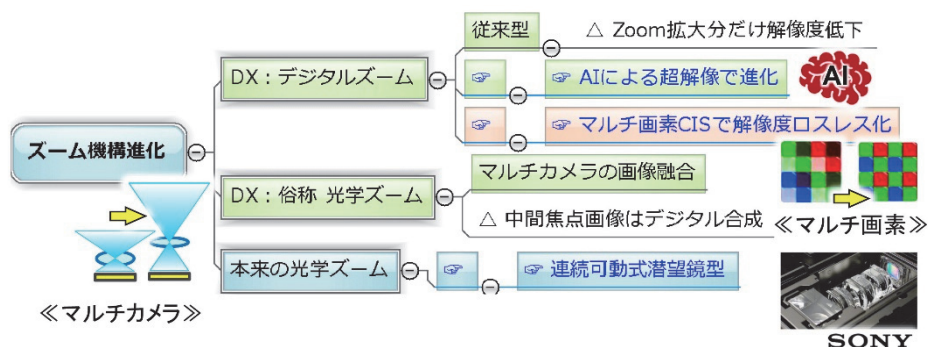 従来型
△ Zoom拡大分だけ解像度低下
DX：デジタルズーム
☞
☞ AIによる超解像で進化
AI
☞
☞ マルチ画素CISで解像度ロスレス化
ズーム機構進化
マルチカメラの画像融合
DX：俗称 光学ズーム
△ 中間焦点画像はデジタル合成
≪マルチ画素≫
本来の光学ズーム
☞
☞ 連続可動式潜望鏡型
≪マルチカメラ≫
SONY